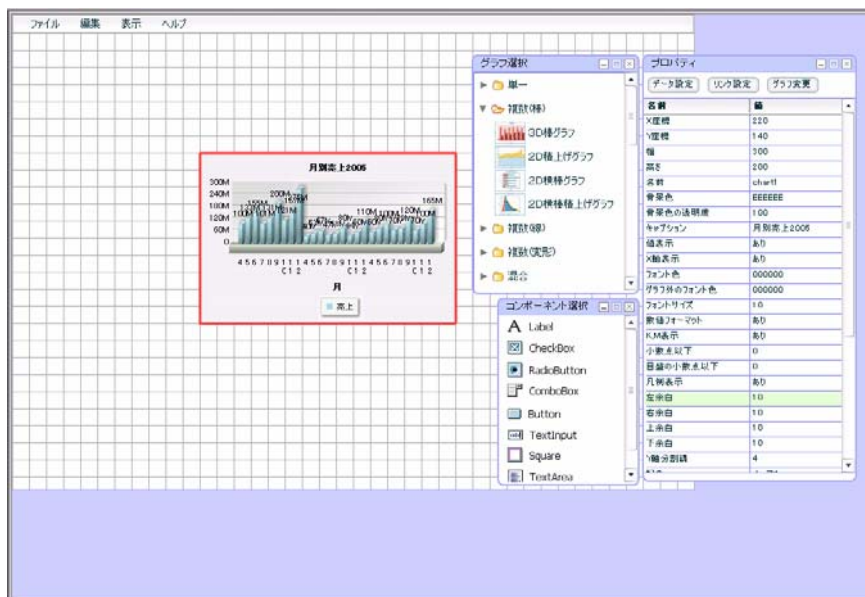 ファイル 編集 表示 ヘルプ
月別売上2005
300M
240M
180M
120M
60M
0
155M
200M
110M
120M
165M
100M
月
売上
グラフ選択
単一
複数(棒)
3D棒グラフ
2D積上げグラフ
2D横棒グラフ
2D横棒積上げグラフ
複数(線)
複数(変形)
混合
コンポーネント選択
Label
CheckBox
RadioButton
ComboBox
Button
TextInput
Square
TextArea
プロパティ
データ設定 リンク設定 グラフ変更
名前 値
X座標 220
Y座標 140
幅 300
高さ 200
名前 chart1
背景色 EEEEEE
背景色の透明度 100
キャプション 月別売上2005
値表示 あり
X軸表示 あり
フォント色 000000
グラフ外のフォント色 000000
フォントサイズ 10
数値フォーマット あり
K,M表示 あり
小数点以下 0
目盛の小数点以下 0
凡例表示 あり
左余白 10
右余白 10
上余白 10
下余白 10
Y軸分割線 4